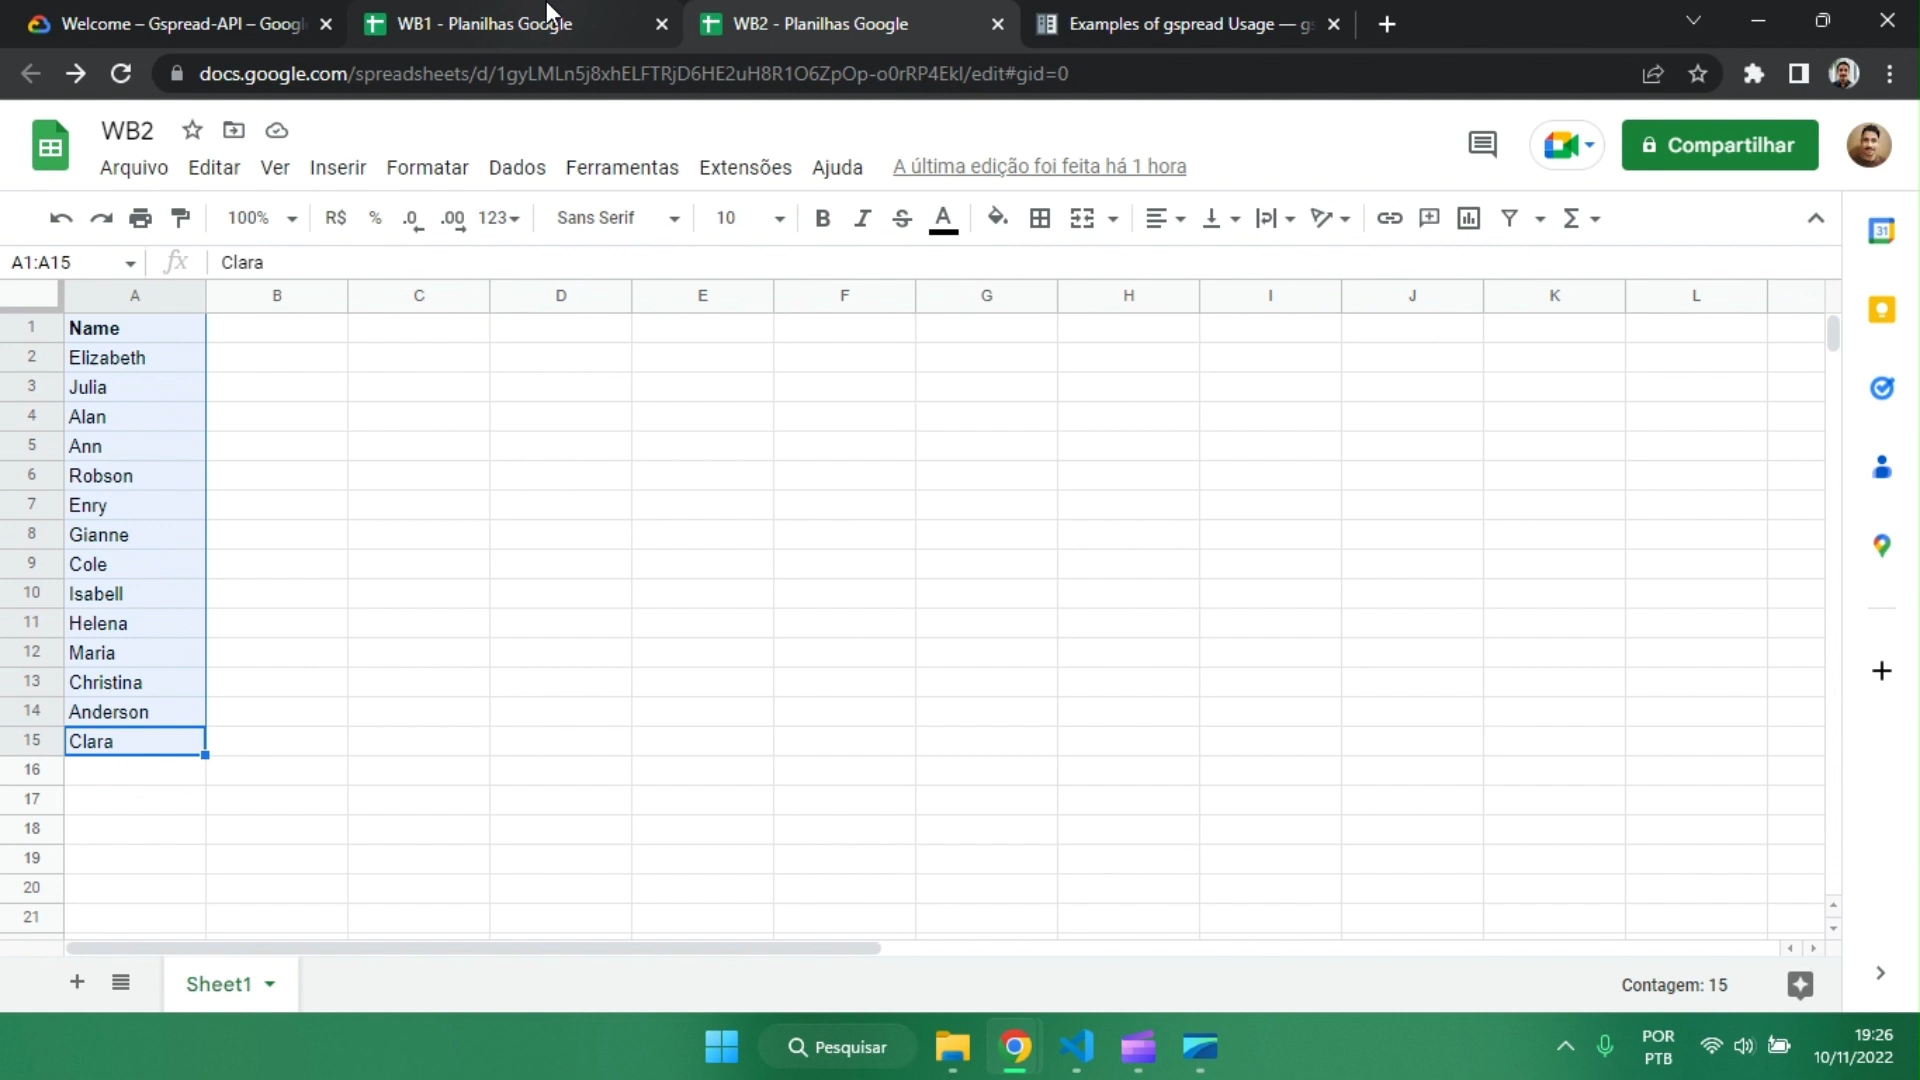 Welcome – Gspread-API – Googl
WB1 - Planilhas Google
WB2 - Planilhas Google
Examples of gspread Usage — gs
docs.google.com/spreadsheets/d/1gyLMLn5j8xhELFTRjD6HE2uH8R1O6ZpOp-o0rRP4EkI/edit#gid=0
WB2
Arquivo Editar Ver Inserir Formatar Dados Ferramentas Extensões Ajuda A última edição foi feita há 1 hora
Compartilhar
100% R$ % .0 .00 123 Sans Serif 10 B I S A
A1:A15 fx Clara
A B C D E F G H I J K L
1 Name
2 Elizabeth
3 Julia
4 Alan
5 Ann
6 Robson
7 Enry
8 Gianne
9 Cole
10 Isabell
11 Helena
12 Maria
13 Christina
14 Anderson
15 Clara
16
17
18
19
20
21
31
Sheet1
Contagem: 15
Pesquisar
POR
PTB
19:26
10/11/2022